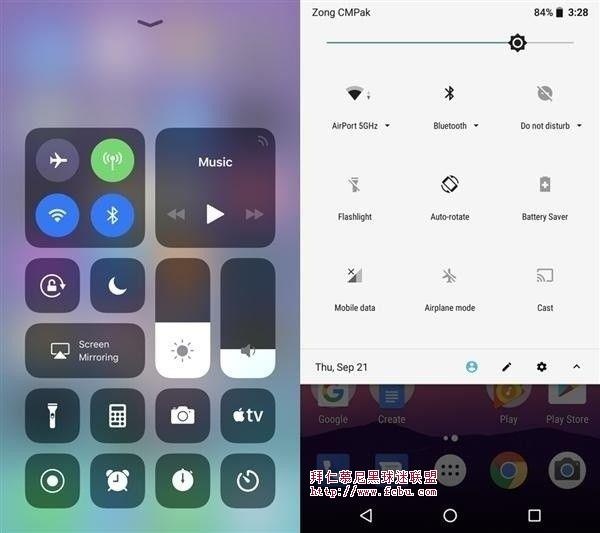 Music
Screen
Mirroring
tv
Zong CMPak
84% 3:28
AirPort 5GHz
Bluetooth
Do not disturb
Flashlight
Auto-rotate
Battery Saver
Mobile data
Airplane mode
Cast
Thu, Sep 21
Google
Create
Play
Play Store
拜仁慕尼黑球迷联盟
http://www.fcbu.com